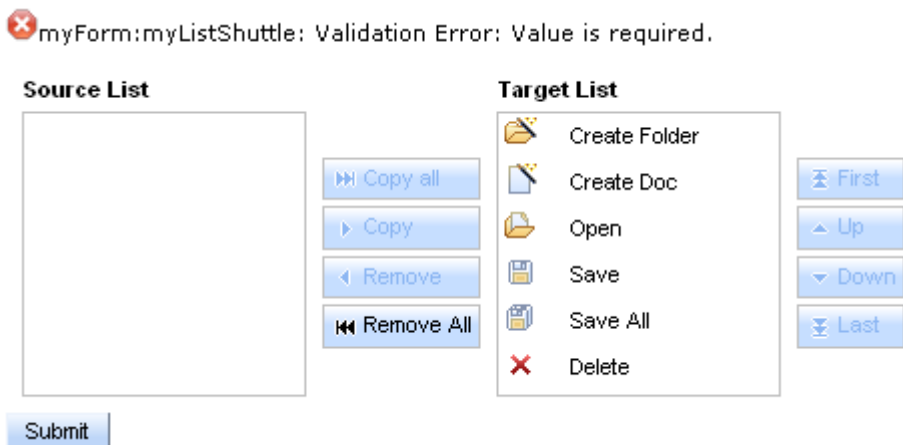 myForm:myListShuttle: Validation Error: Value is required.
Source List
Target List
Copy all
Copy
Remove
Remove All
Create Folder
Create Doc
Open
Save
Save All
Delete
First
Up
Down
Last
Submit